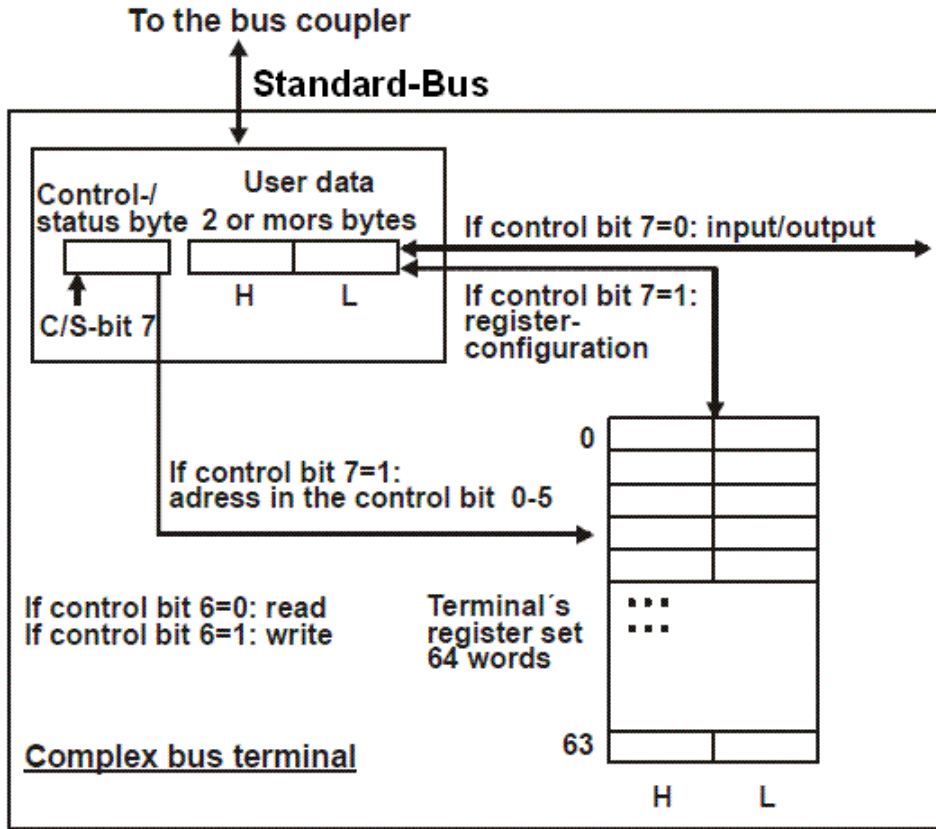 To the bus coupler
Standard-Bus
Control-/
status byte
User data
2 or mors bytes
H
L
C/S-bit 7
If control bit 7=0: input/output
If control bit 7=1:
register-
configuration
If control bit 7=1:
adress in the control bit 0-5
0
If control bit 6=0: read
If control bit 6=1: write
Terminal´s
register set
64 words
63
H
L
Complex bus terminal